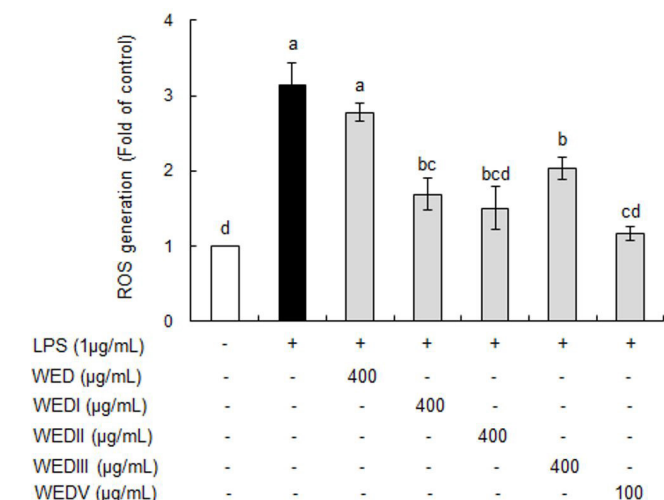 4
a
a
3
b
bc
bcd
2
cd
d
1
0
ROS generation (Fold of control)
LPS (1µg/mL) - + + + + + +
WED (µg/mL) - - 400 - - - -
WEDI (µg/mL) - - - 400 - - -
WEDII (µg/mL) - - - - 400 - -
WEDIII (µg/mL) - - - - - 400 -
WEDV (µg/mL) - - - - - - 100